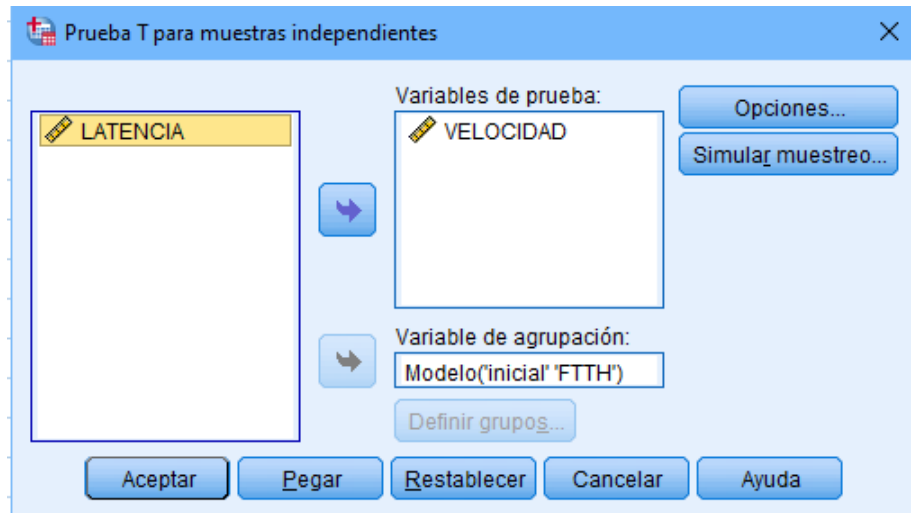 Prueba T para muestras independientes
LATENCIA
Variables de prueba:
VELOCIDAD
Opciones...
Simular muestreo...
Variable de agrupación:
Modelo('inicial' 'FTTH')
Definir grupos...
Aceptar Pegar Restablecer Cancelar Ayuda